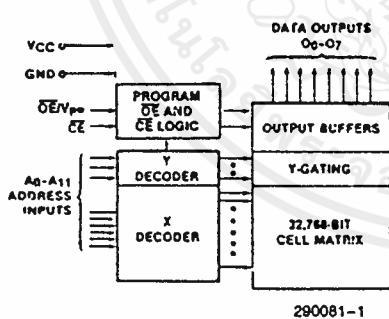 DATA OUTPUTS
O0-O7
VCC
GND
OE/Vpp
CE
PROGRAM
OE AND
CE LOGIC
OUTPUT BUFFERS
Y
DECODER
Y-GATING
A0-A11
ADDRESS
INPUTS
X
DECODER
32,768-BIT
CELL MATRIX
290081-1